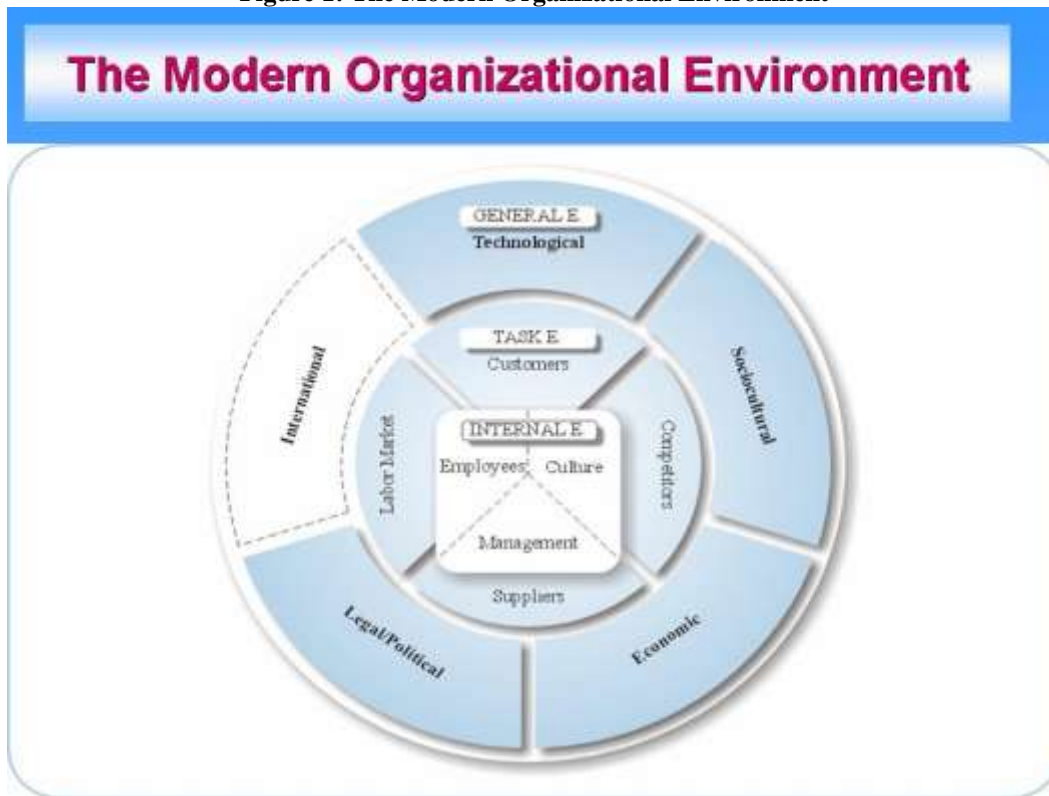 The Modern Organizational Environment
GENERAL E
Technological
International
Sociocultural
TASK E
Customers
Labor Market
Competitors
INTERNAL E
Employees
Culture
Management
Suppliers
Legal/Political
Economic